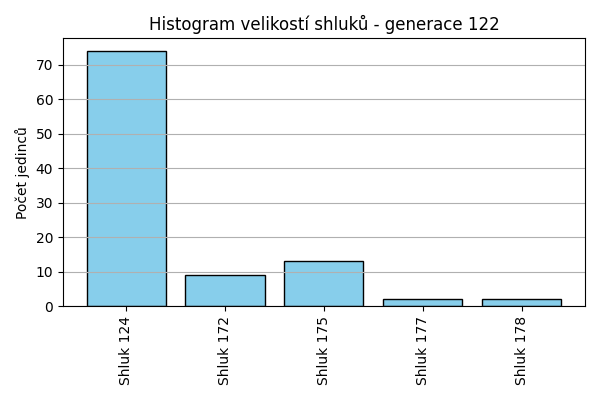 Histogram velikostí shluků - generace 122
Počet jedinců
70
60
50
40
30
20
10
0
Shluk 124
Shluk 172
Shluk 175
Shluk 177
Shluk 178